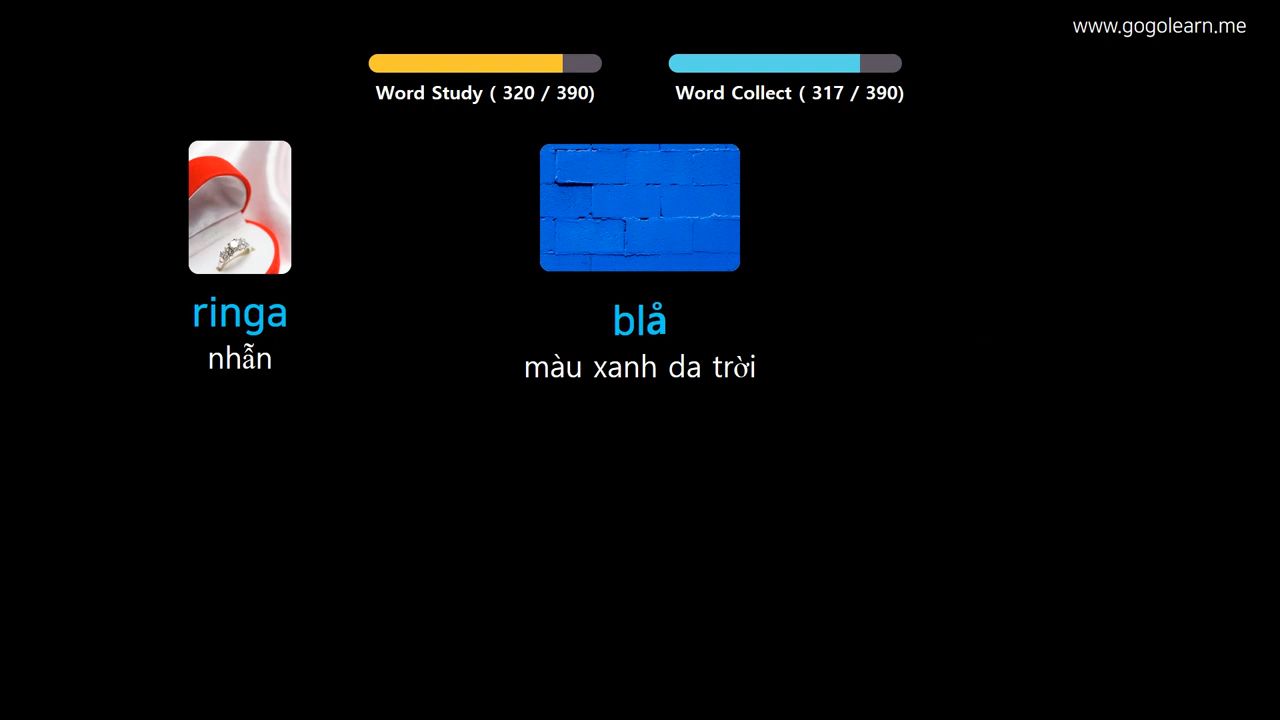 www.gogolearn.me
Word Study ( 320 / 390)
Word Collect ( 317 / 390)
ringa
nhẫn
blå
màu xanh da trời